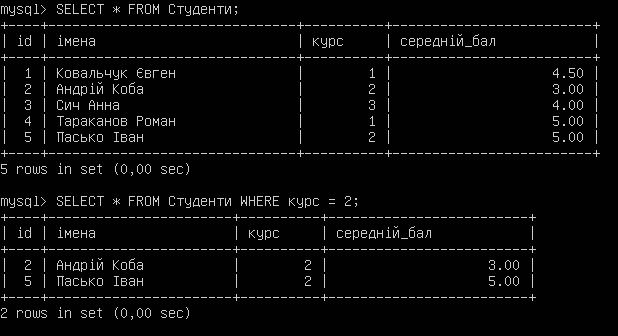 mysql> SELECT * FROM Студенти;
+----+------------------------------+----------+--------------------------+
| id | імена                        | курс     | середній_бал             |
+----+------------------------------+----------+--------------------------+
|  1 | Ковальчук Євген              |        1 |                     4.50 |
|  2 | Андрій Коба                  |        2 |                     3.00 |
|  3 | Сич Анна                     |        3 |                     4.00 |
|  4 | Тараканов Роман              |        1 |                     5.00 |
|  5 | Пасько Іван                  |        2 |                     5.00 |
+----+------------------------------+----------+--------------------------+
5 rows in set (0,00 sec)
mysql> SELECT * FROM Студенти WHERE курс = 2;
+----+----------------------+----------+-------------------------+
| id | імена                | курс     | середній_бал            |
+----+----------------------+----------+-------------------------+
|  2 | Андрій Коба          |        2 |                    3.00 |
|  5 | Пасько Іван          |        2 |                    5.00 |
+----+----------------------+----------+-------------------------+
2 rows in set (0,00 sec)